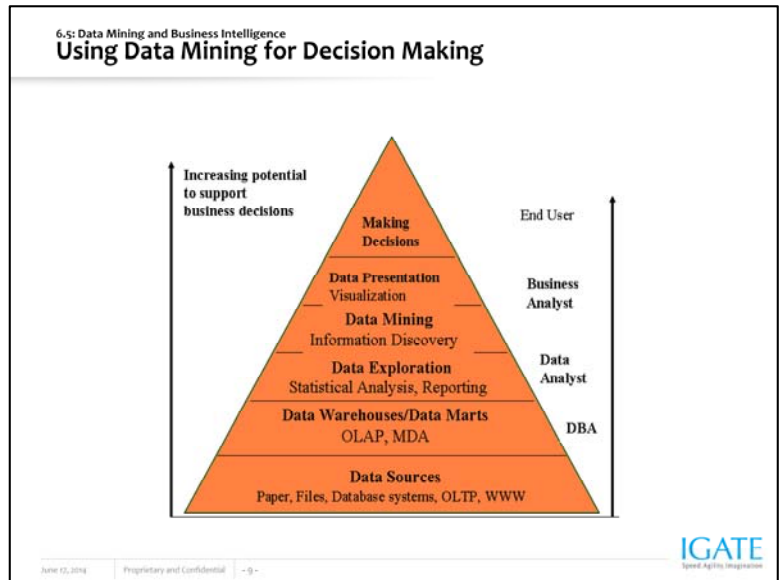 6.5: Data Mining and Business Intelligence
Using Data Mining for Decision Making
Increasing potential
to support
business decisions
End User
Making
Decisions
Data Presentation
Visualization
Business
Analyst
Data Mining
Information Discovery
Data Exploration
Statistical Analysis, Reporting
Data
Analyst
Data Warehouses/Data Marts
OLAP, MDA
DBA
Data Sources
Paper, Files, Database systems, OLTP, WWW
IGATE
Speed.Agility.Imagination
June 17, 2014
Proprietary and Confidential
- 9 -